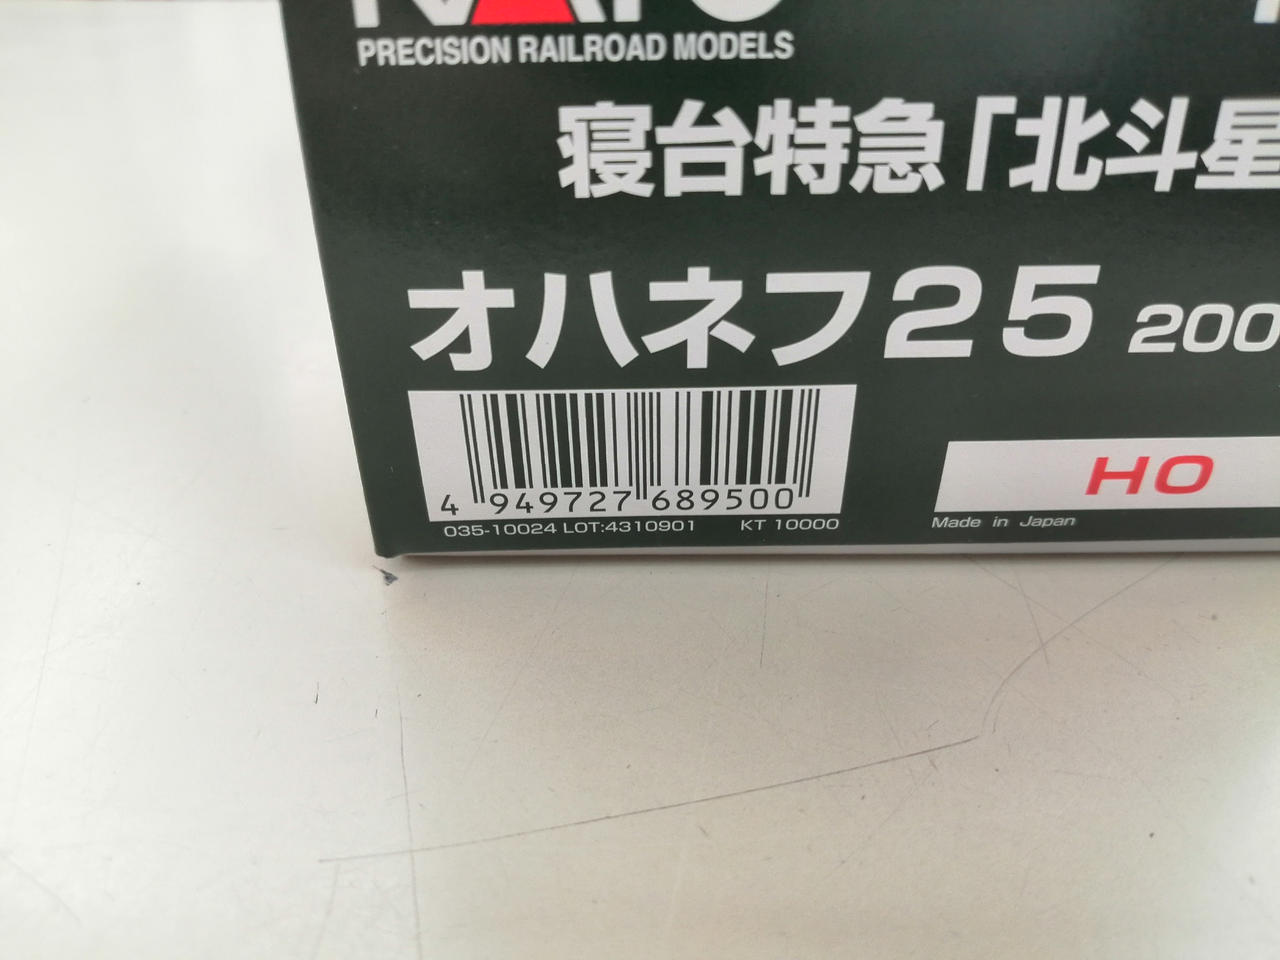 KATO
PRECISION RAILROAD MODELS
寝台特急「北斗星
オハネフ25 200
4 949727 689500
035-10024 LOT:4310901 KT 10000
HO
Made in Japan